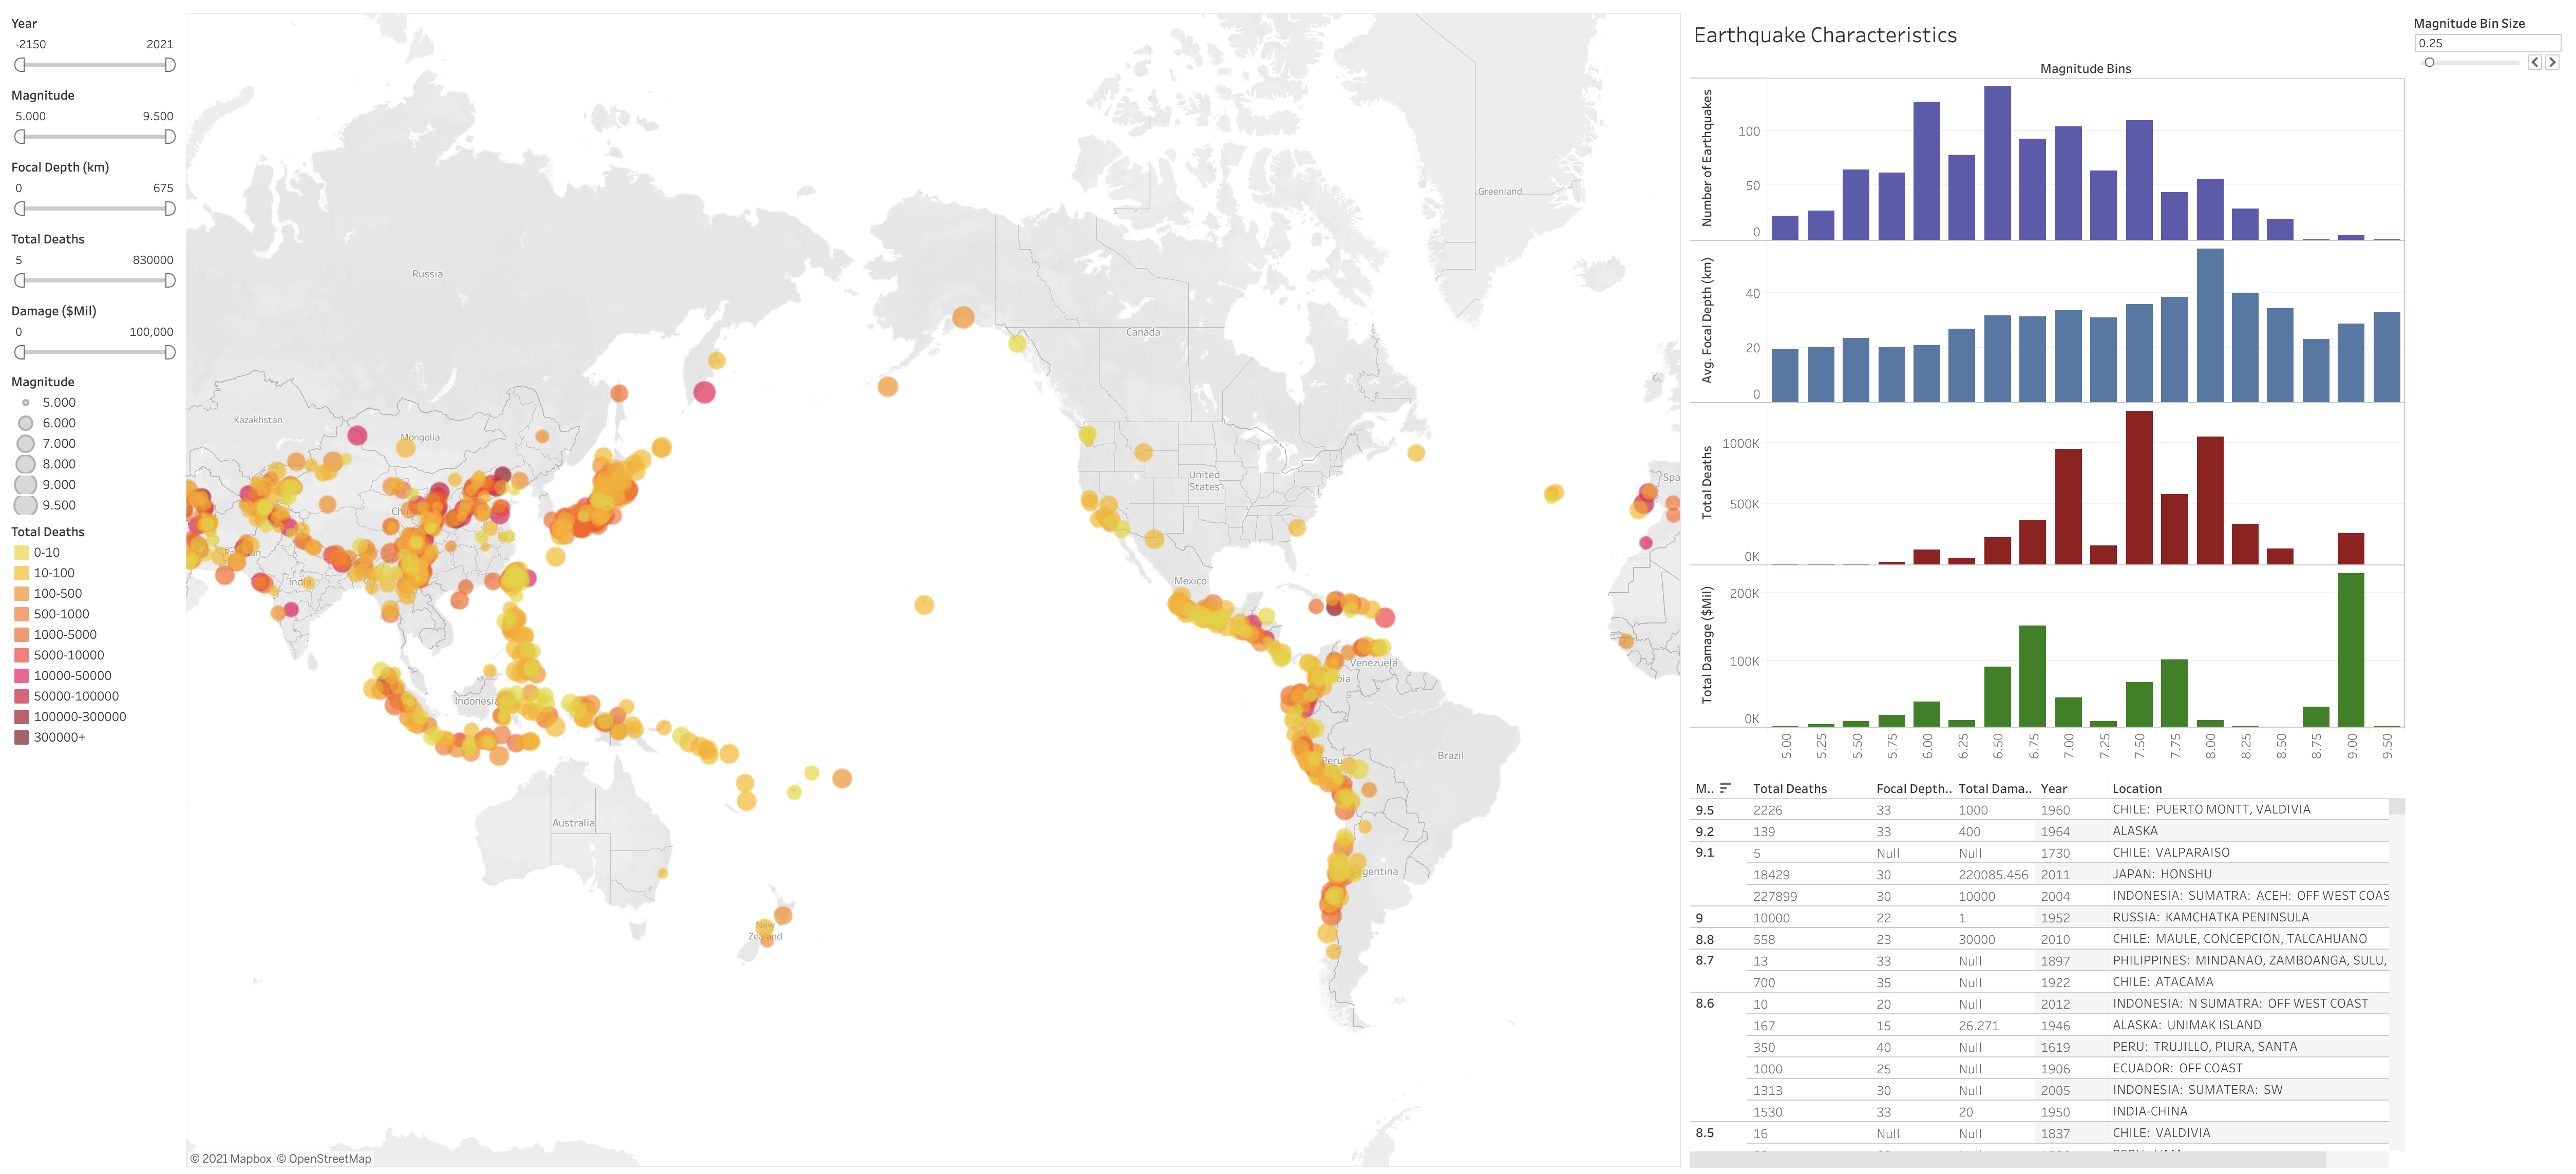 Year
-2150 2021
Magnitude
5.000 9.500
Focal Depth (km)
0 675
Total Deaths
5 830000
Damage ($Mil)
0 100,000
Magnitude
5.000
6.000
7.000
8.000
9.000
9.500
Total Deaths
0-10
10-100
100-500
500-1000
1000-5000
5000-10000
10000-50000
50000-100000
100000-300000
300000+
Greenland
Russia
Canada
Kazakhstan
Mongolia
United
States
Spa
India
Mexico
Venezuela
Indonesia
Peru
Brazil
Australia
New
Zealand
© 2021 Mapbox © OpenStreetMap
Earthquake Characteristics
Magnitude Bins
Number of Earthquakes
100
50
0
Avg. Focal Depth (km)
40
20
0
Total Deaths
1000K
500K
0K
Total Damage ($Mil)
200K
100K
0K
5.00 5.25 5.50 5.75 6.00 6.25 6.50 6.75 7.00 7.25 7.50 7.75 8.00 8.25 8.50 8.75 9.00 9.50
M.. Total Deaths Focal Depth.. Total Dama.. Year Location
9.5 2226 33 1000 1960 CHILE: PUERTO MONTT, VALDIVIA
9.2 139 33 400 1964 ALASKA
9.1 5 Null Null 1730 CHILE: VALPARAISO
18429 30 220085.456 2011 JAPAN: HONSHU
227899 30 10000 2004 INDONESIA: SUMATRA: ACEH: OFF WEST COAS
9 10000 22 1 1952 RUSSIA: KAMCHATKA PENINSULA
8.8 558 23 30000 2010 CHILE: MAULE, CONCEPCION, TALCAHUANO
8.7 13 33 Null 1897 PHILIPPINES: MINDANAO, ZAMBOANGA, SULU,
700 35 Null 1922 CHILE: ATACAMA
8.6 10 20 Null 2012 INDONESIA: N SUMATRA: OFF WEST COAST
167 15 26.271 1946 ALASKA: UNIMAK ISLAND
350 40 Null 1619 PERU: TRUJILLO, PIURA, SANTA
1000 25 Null 1906 ECUADOR: OFF COAST
1313 30 Null 2005 INDONESIA: SUMATERA: SW
1530 33 20 1950 INDIA-CHINA
8.5 16 Null Null 1837 CHILE: VALDIVIA
Magnitude Bin Size
0.25